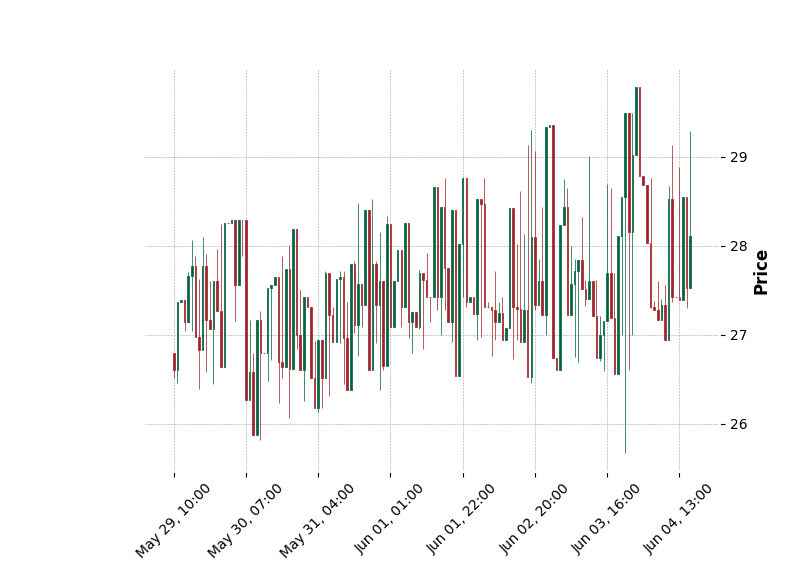 29
28
27
26
Price
May 29, 10:00
May 30, 07:00
May 31, 04:00
Jun 01, 01:00
Jun 01, 22:00
Jun 02, 20:00
Jun 03, 16:00
Jun 04, 13:00